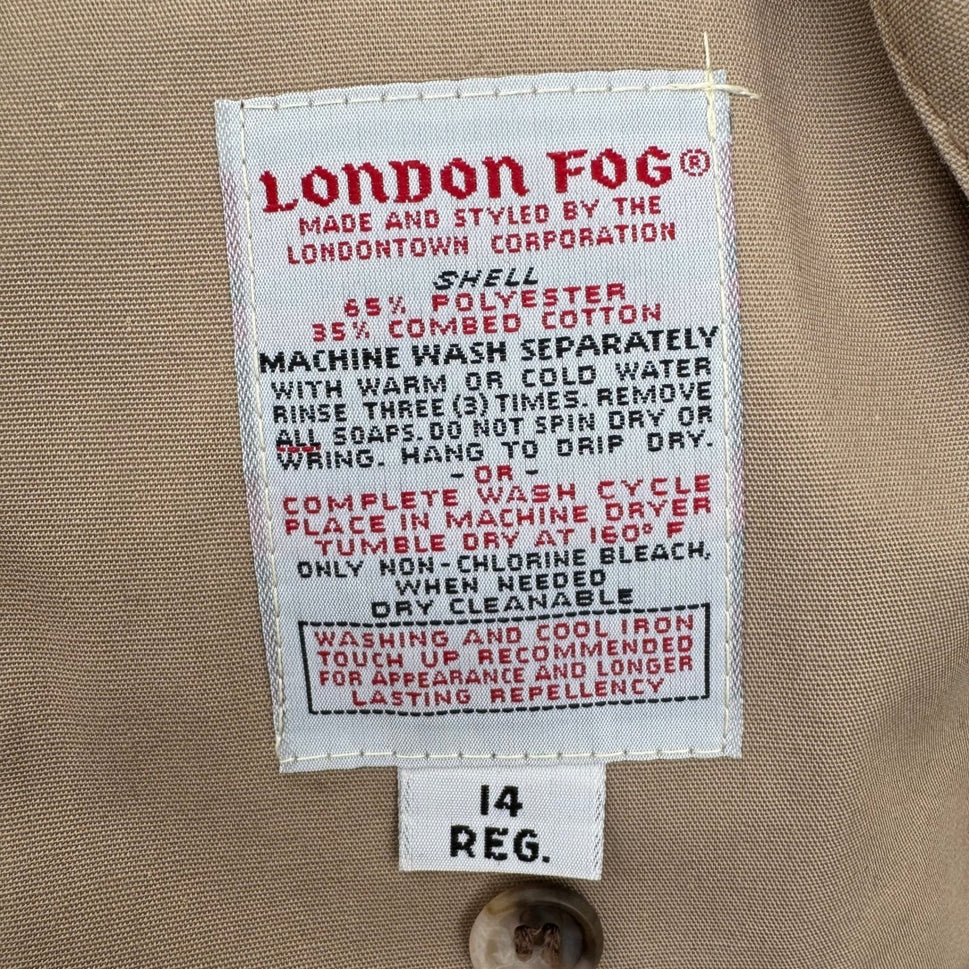 LONDON FOG®
MADE AND STYLED BY THE
LONDONTOWN CORPORATION
SHELL
65% POLYESTER
35% COMBED COTTON
MACHINE WASH SEPARATELY
WITH WARM OR COLD WATER
RINSE THREE (3) TIMES. REMOVE
ALL SOAPS. DO NOT SPIN DRY OR
WRING. HANG TO DRIP DRY.
- OR -
COMPLETE WASH CYCLE
PLACE IN MACHINE DRYER
TUMBLE DRY AT 160° F
ONLY NON-CHLORINE BLEACH.
WHEN NEEDED
DRY CLEANABLE
WASHING AND COOL IRON
TOUCH UP RECOMMENDED
FOR APPEARANCE AND LONGER
LASTING REPELLENCY
14
REG.